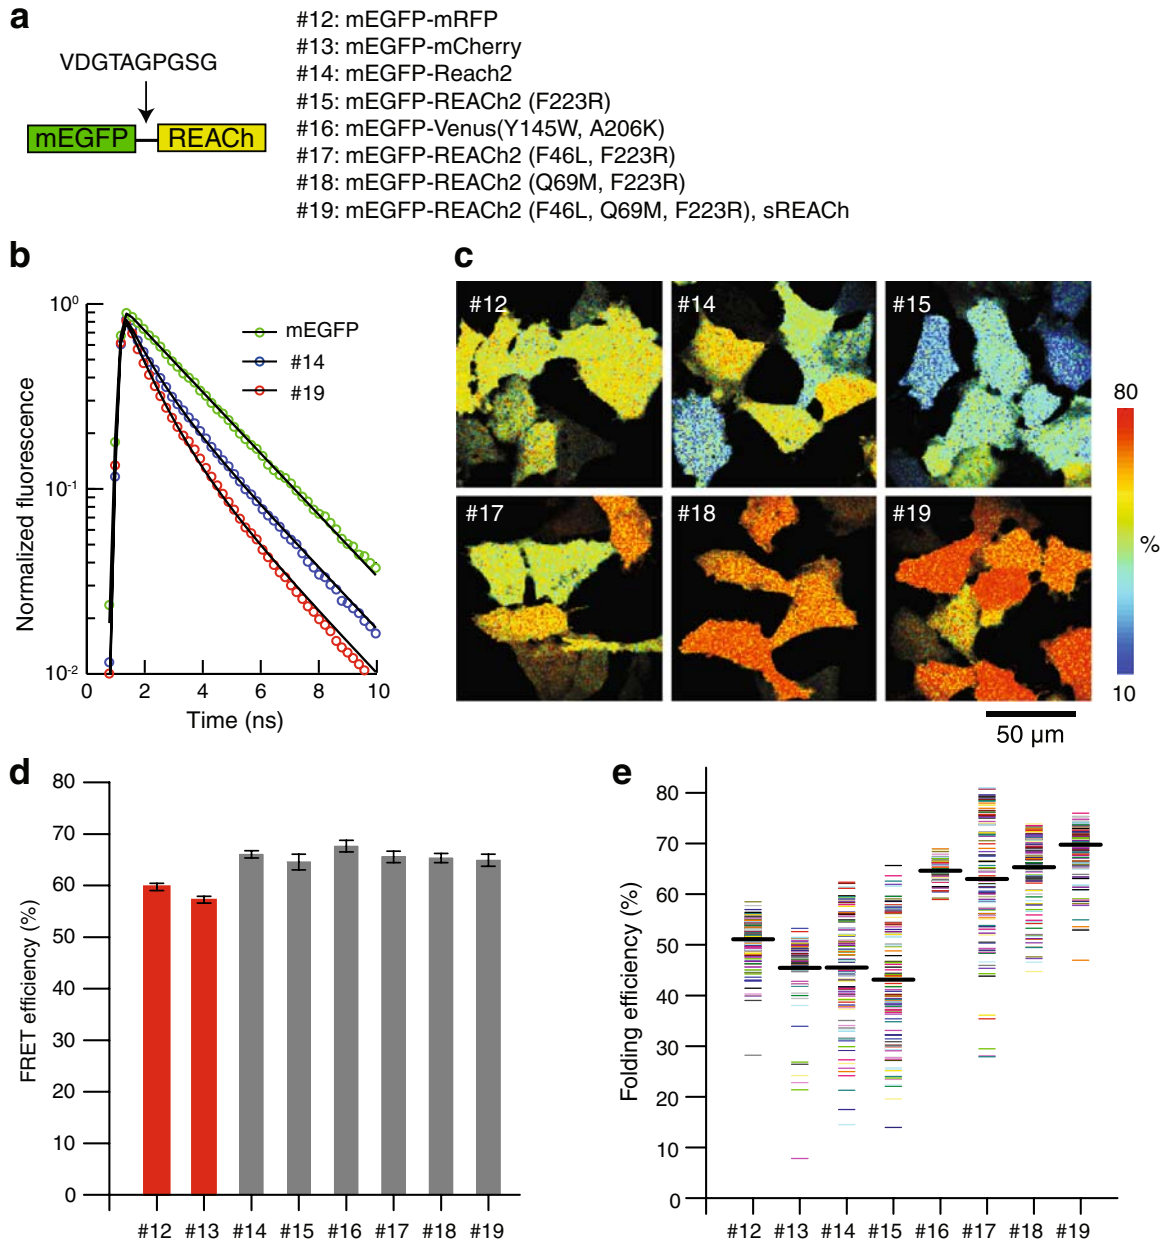 a
VDGTAGPGSG
mEGFP
REACh
#12: mEGFP-mRFP
#13: mEGFP-mCherry
#14: mEGFP-Reach2
#15: mEGFP-REACh2 (F223R)
#16: mEGFP-Venus(Y145W, A206K)
#17: mEGFP-REACh2 (F46L, F223R)
#18: mEGFP-REACh2 (Q69M, F223R)
#19: mEGFP-REACh2 (F46L, Q69M, F223R), sREACh
b
Normalized fluorescence
10⁰
10⁻¹
10⁻²
0 2 4 6 8 10
Time (ns)
mEGFP
#14
#19
c
#12
#14
#15
#17
#18
#19
80
%
10
50 µm
d
FRET efficiency (%)
80
70
60
50
40
30
20
10
0
#12 #13 #14 #15 #16 #17 #18 #19
e
Folding efficiency (%)
80
70
60
50
40
30
20
10
0
#12 #13 #14 #15 #16 #17 #18 #19